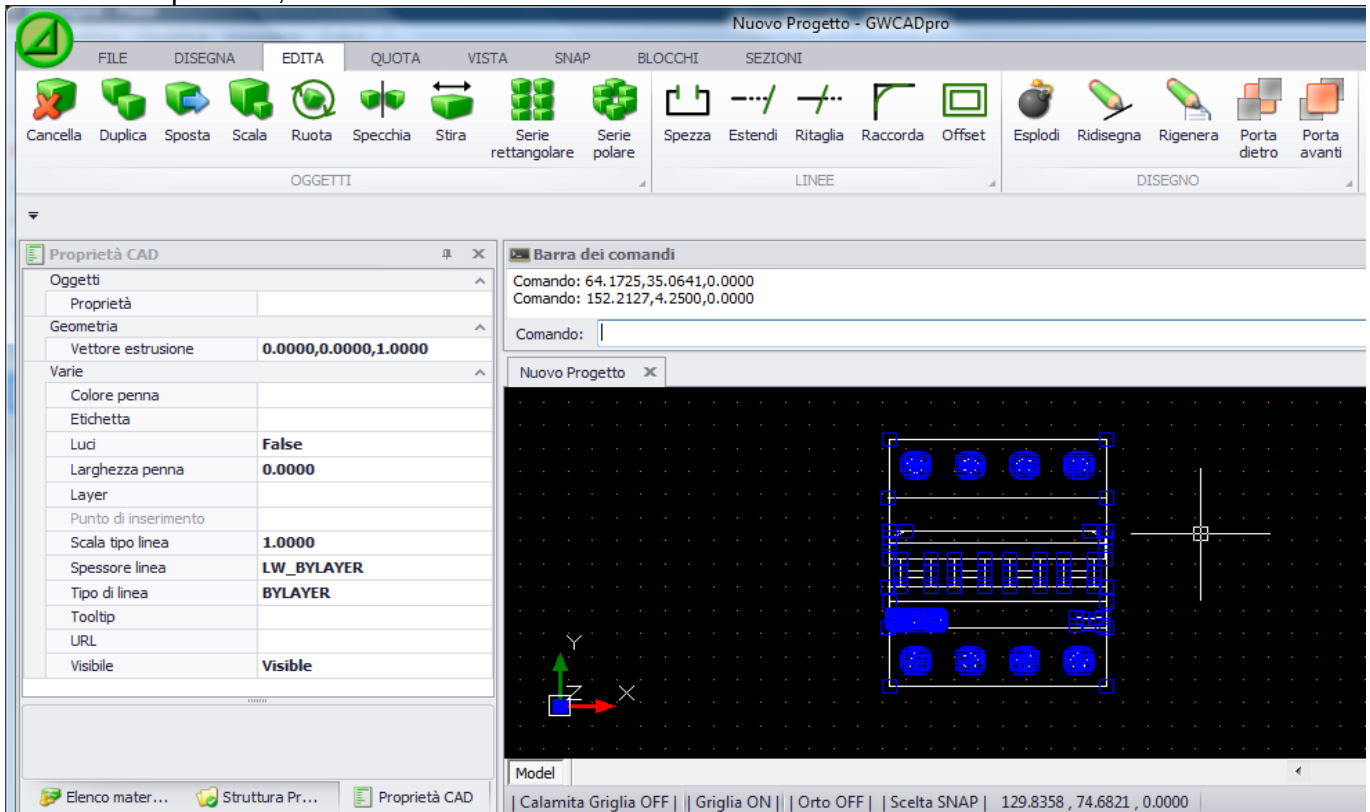 Nuovo Progetto - GWCADpro
FILE DISEGNA EDITA QUOTA VISTA SNAP BLOCCHI SEZIONI
Cancella Duplica Sposta Scala Ruota Specchia Stira Serie rettangolare Serie polare Spezza Estendi Ritaglia Raccorda Offset Esplodi Ridisegna Rigenera Porta dietro Porta avanti
OGGETTI LINEE DISEGNO
Proprietà CAD
Oggetti
Proprietà
Geometria
Vettore estrusione 0.0000,0.0000,1.0000
Varie
Colore penna
Etichetta
Luci False
Larghezza penna 0.0000
Layer
Punto di inserimento
Scala tipo linea 1.0000
Spessore linea LW_BYLAYER
Tipo di linea BYLAYER
Tooltip
URL
Visibile Visible
Elenco mater... Struttura Pr... Proprietà CAD
Barra dei comandi
Comando: 64.1725,35.0641,0.0000
Comando: 152.2127,4.2500,0.0000
Comando:
Nuovo Progetto
Y
Z X
Model
| Calamita Griglia OFF | | Griglia ON | | Orto OFF | | Scelta SNAP | 129.8358 , 74.6821 , 0.0000